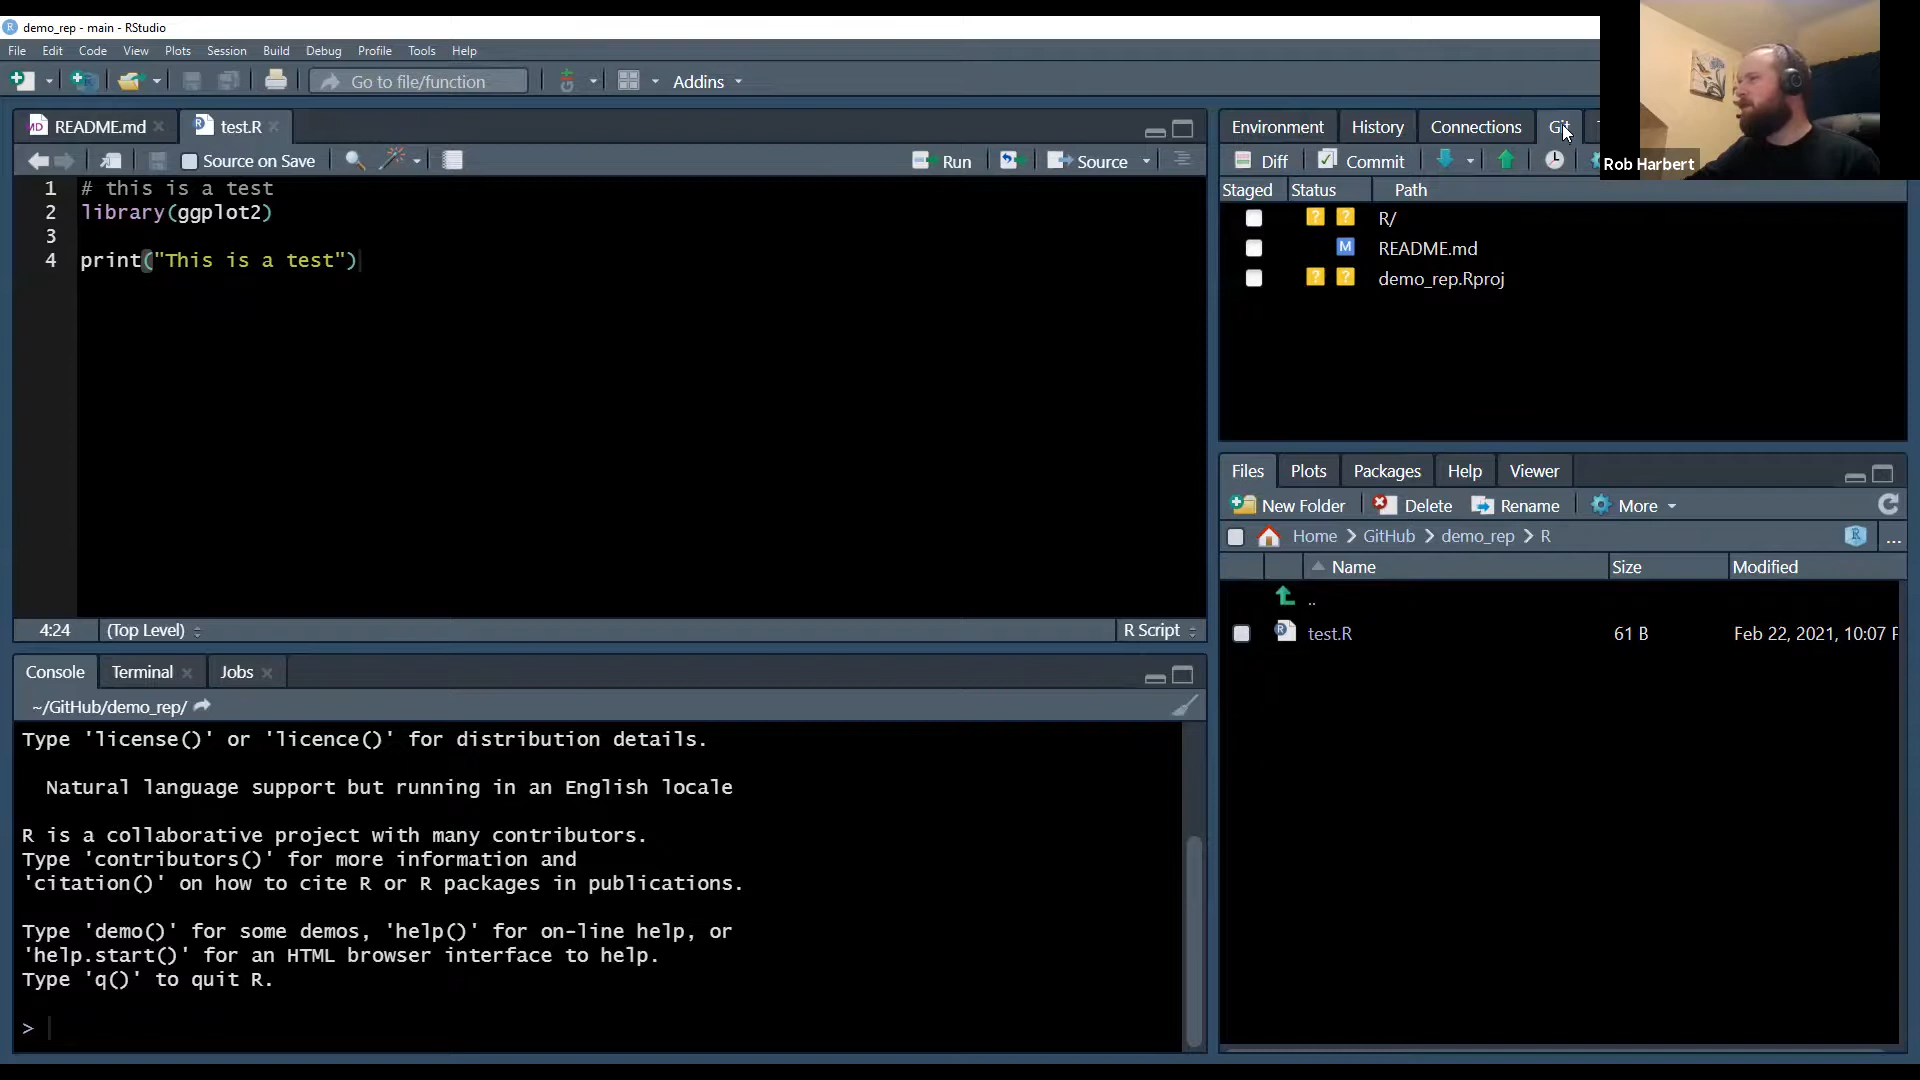 demo_rep - main - RStudio
File Edit Code View Plots Session Build Debug Profile Tools Help
Go to file/function Addins
README.md test.R
Source on Save Run Source
1 # this is a test
2 library(ggplot2)
3
4 print("This is a test")
4:24 (Top Level) R Script
Console Terminal Jobs
~/GitHub/demo_rep/
Type 'license()' or 'licence()' for distribution details.
Natural language support but running in an English locale
R is a collaborative project with many contributors.
Type 'contributors()' for more information and
'citation()' on how to cite R or R packages in publications.
Type 'demo()' for some demos, 'help()' for on-line help, or
'help.start()' for an HTML browser interface to help.
Type 'q()' to quit R.
>
Environment History Connections Git
Diff Commit
Rob Harbert
Staged Status Path
? ? R/
M README.md
? ? demo_rep.Rproj
Files Plots Packages Help Viewer
New Folder Delete Rename More
Home GitHub demo_rep R ...
Name Size Modified
..
test.R 61 B Feb 22, 2021, 10:07